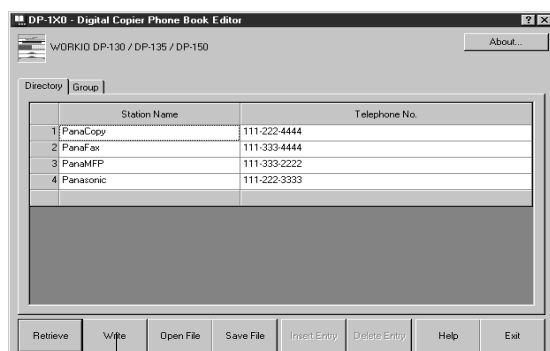 DP-1X0 - Digital Copier Phone Book Editor
WORKIO DP-130 / DP-135 / DP-150
About...
Directory Group
Station Name Telephone No.
1 PanaCopy 111-222-4444
2 PanaFax 111-333-4444
3 PanaMFP 111-333-2222
4 Panasonic 111-222-3333
Retrieve Write Open File Save File Insert Entry Delete Entry Help Exit